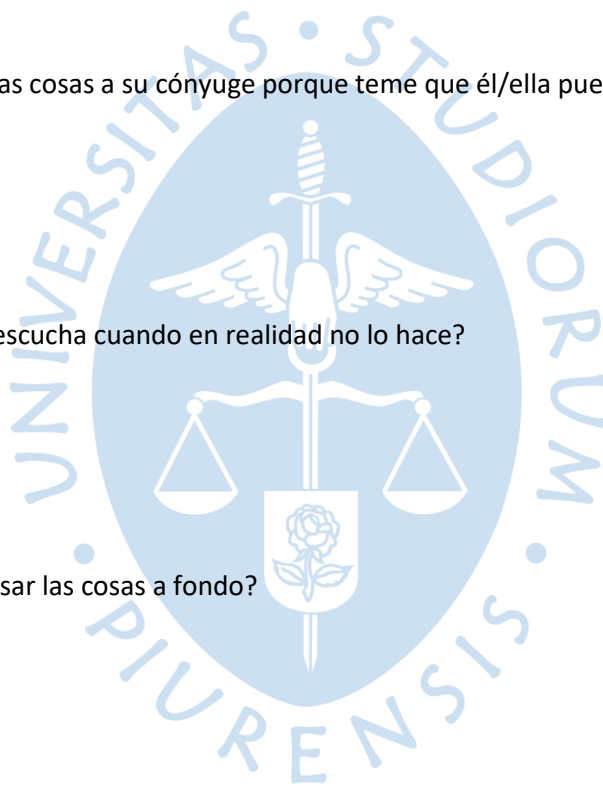 as cosas a su cónyuge porque teme que él/ella pue
escucha cuando en realidad no lo hace?
sar las cosas a fondo?
UNIVERSITAS • STUDIORUM • PIURENSIS •